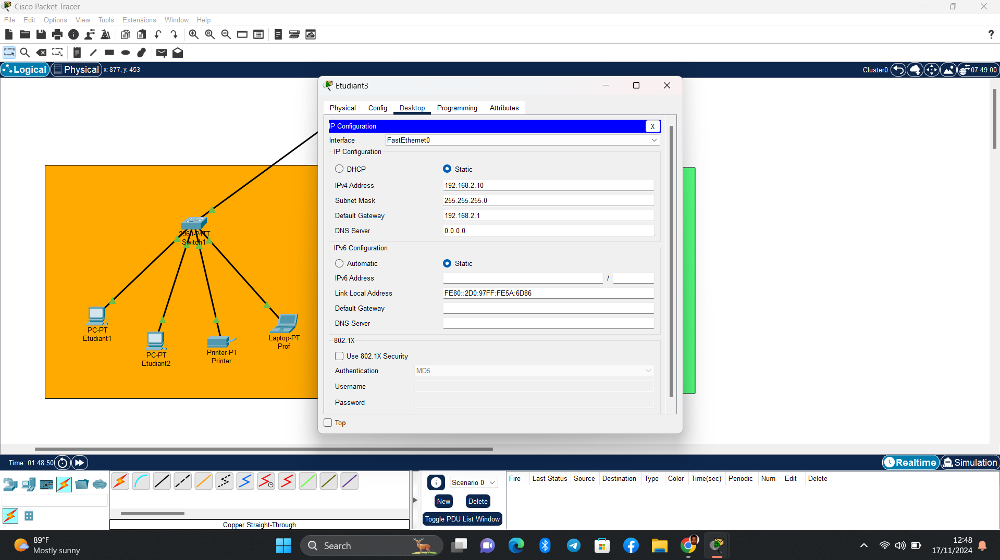 Cisco Packet Tracer
File Edit Options View Tools Extensions Window Help
Logical Physical x: 877, y: 453 Cluster0 07:49:00
Etudiant3
Physical Config Desktop Programming Attributes
IP Configuration X
Interface FastEthernet0
IP Configuration
DHCP Static
IPv4 Address 192.168.2.10
Subnet Mask 255.255.255.0
Default Gateway 192.168.2.1
DNS Server 0.0.0.0
IPv6 Configuration
Automatic Static
IPv6 Address /
Link Local Address FE80::2D0:97FF:FE5A:6D86
Default Gateway
DNS Server
802.1X
Use 802.1X Security
Authentication MD5
Username
Password
Top
2960-24TT
Switch1
PC-PT
Etudiant1
PC-PT
Etudiant2
Printer-PT
Printer
Laptop-PT
Prof
Time: 01:48:50 Realtime Simulation
Scenario 0
New Delete
Toggle PDU List Window
Fire Last Status Source Destination Type Color Time(sec) Periodic Num Edit Delete
Copper Straight-Through
89°F
Mostly sunny
Search
12:48
17/11/2024